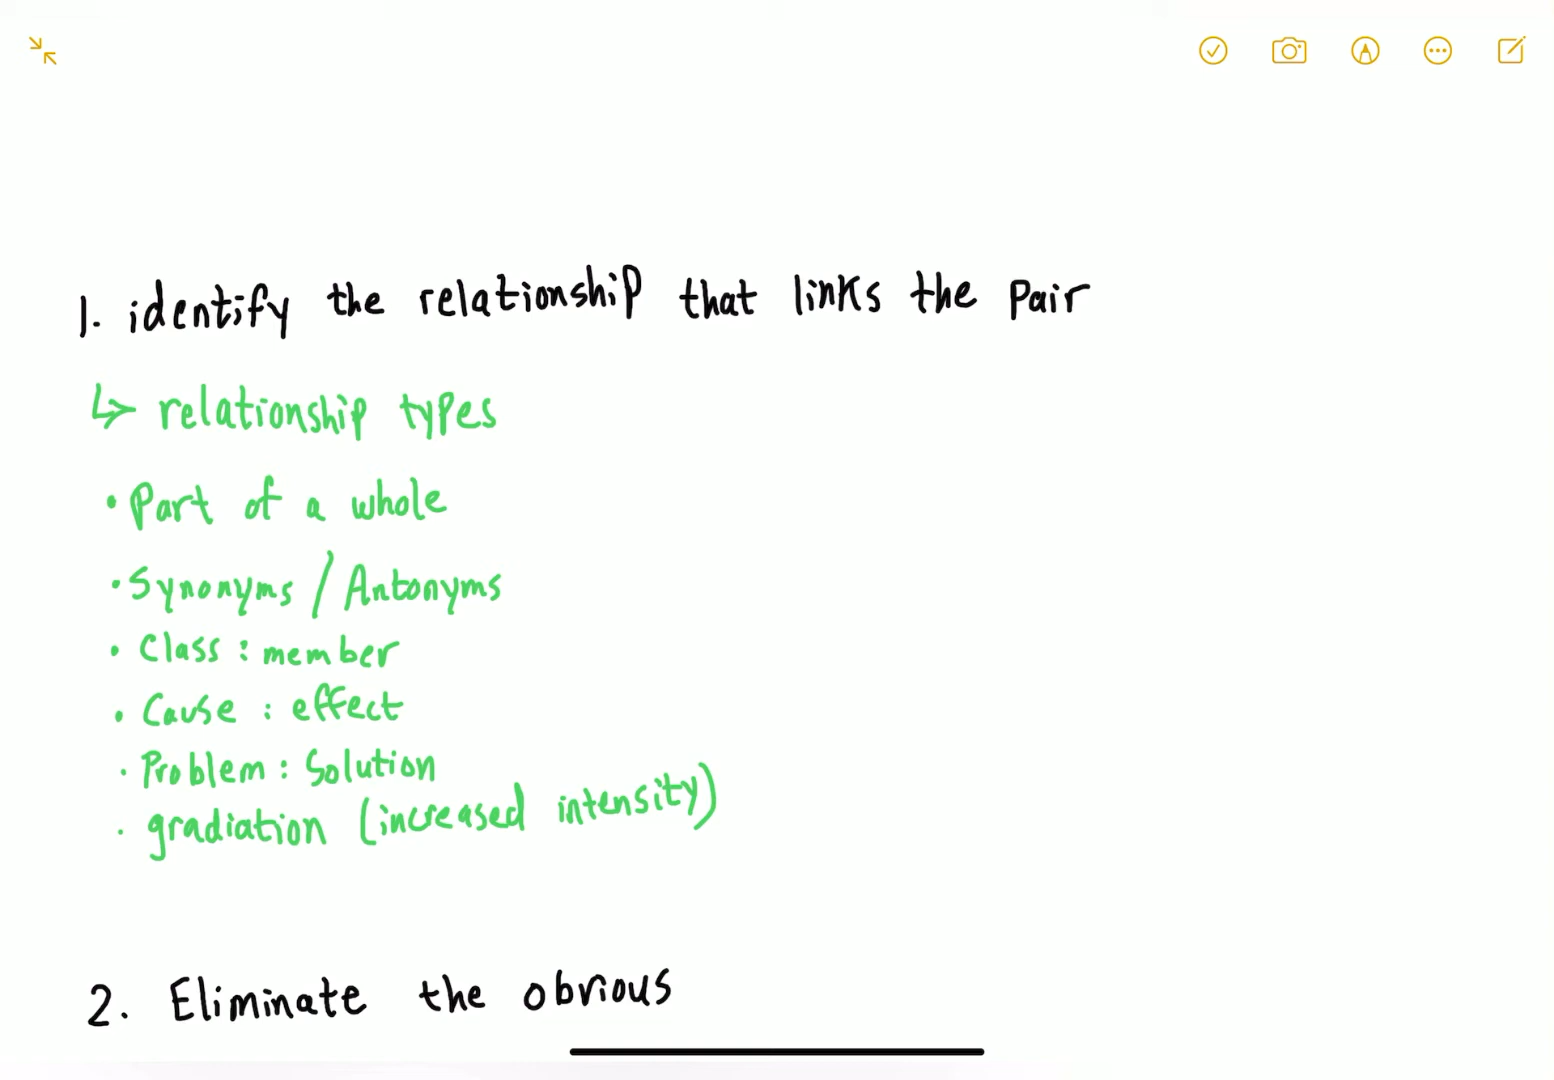 1. identify the relationship that links the pair
↳ relationship types
• Part of a whole
• Synonyms / Antonyms
• Class : member
• Cause : effect
• Problem : Solution
• gradiation (increased intensity)
2. Eliminate the obvious